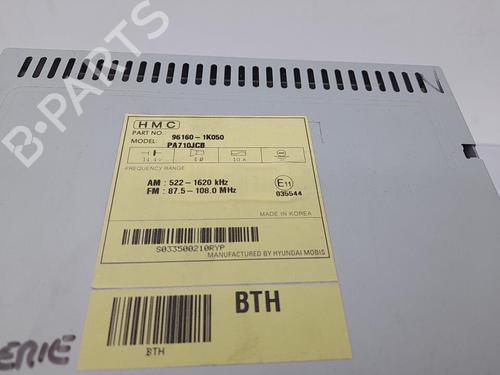 B-PARTS
HMC
PART NO. 96160-1K050
MODEL: PA710JCB
14.4V 4Ω 10A
FREQUENCY RANGE
AM : 522-1620 kHz
FM : 87.5-108.0 MHz
E11
035544
MADE IN KOREA
S033500210RYP
MANUFACTURED BY HYUNDAI MOBIS
BTH
BTH
ERIE
N